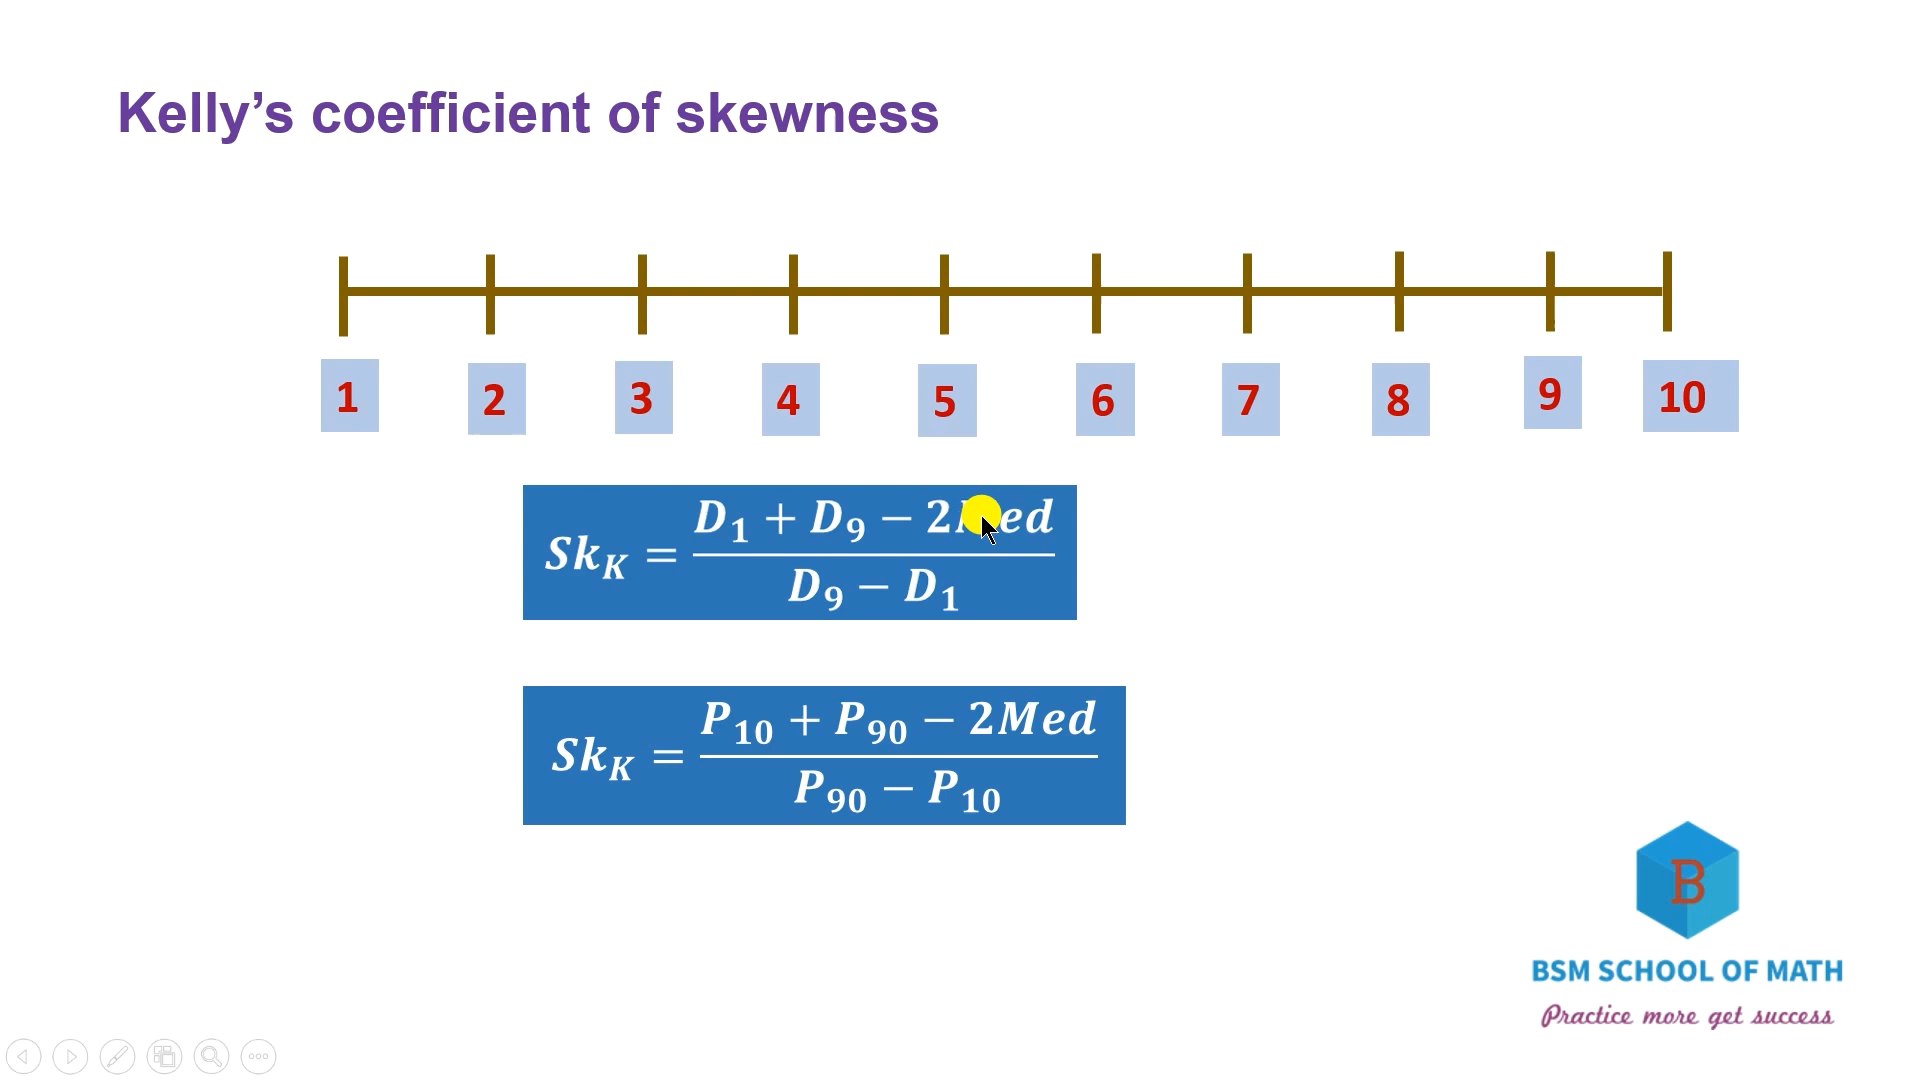 Kelly’s coefficient of skewness
1 2 3 4 5 6 7 8 9 10
Sk_K = (D_1 + D_9 − 2Med) / (D_9 − D_1)
Sk_K = (P_10 + P_90 − 2Med) / (P_90 − P_10)
B
BSM SCHOOL OF MATH
Practice more get success